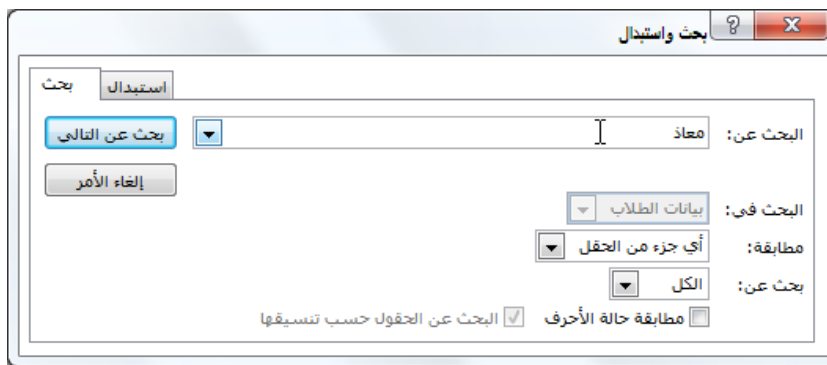 بحث واستبدال
بحث
استبدال
البحث عن:
معاذ
بحث عن التالي
إلغاء الأمر
البحث في:
بيانات الطلاب
مطابقة:
أي جزء من الحقل
بحث عن:
الكل
مطابقة حالة الأحرف
البحث عن الحقول حسب تنسيقها